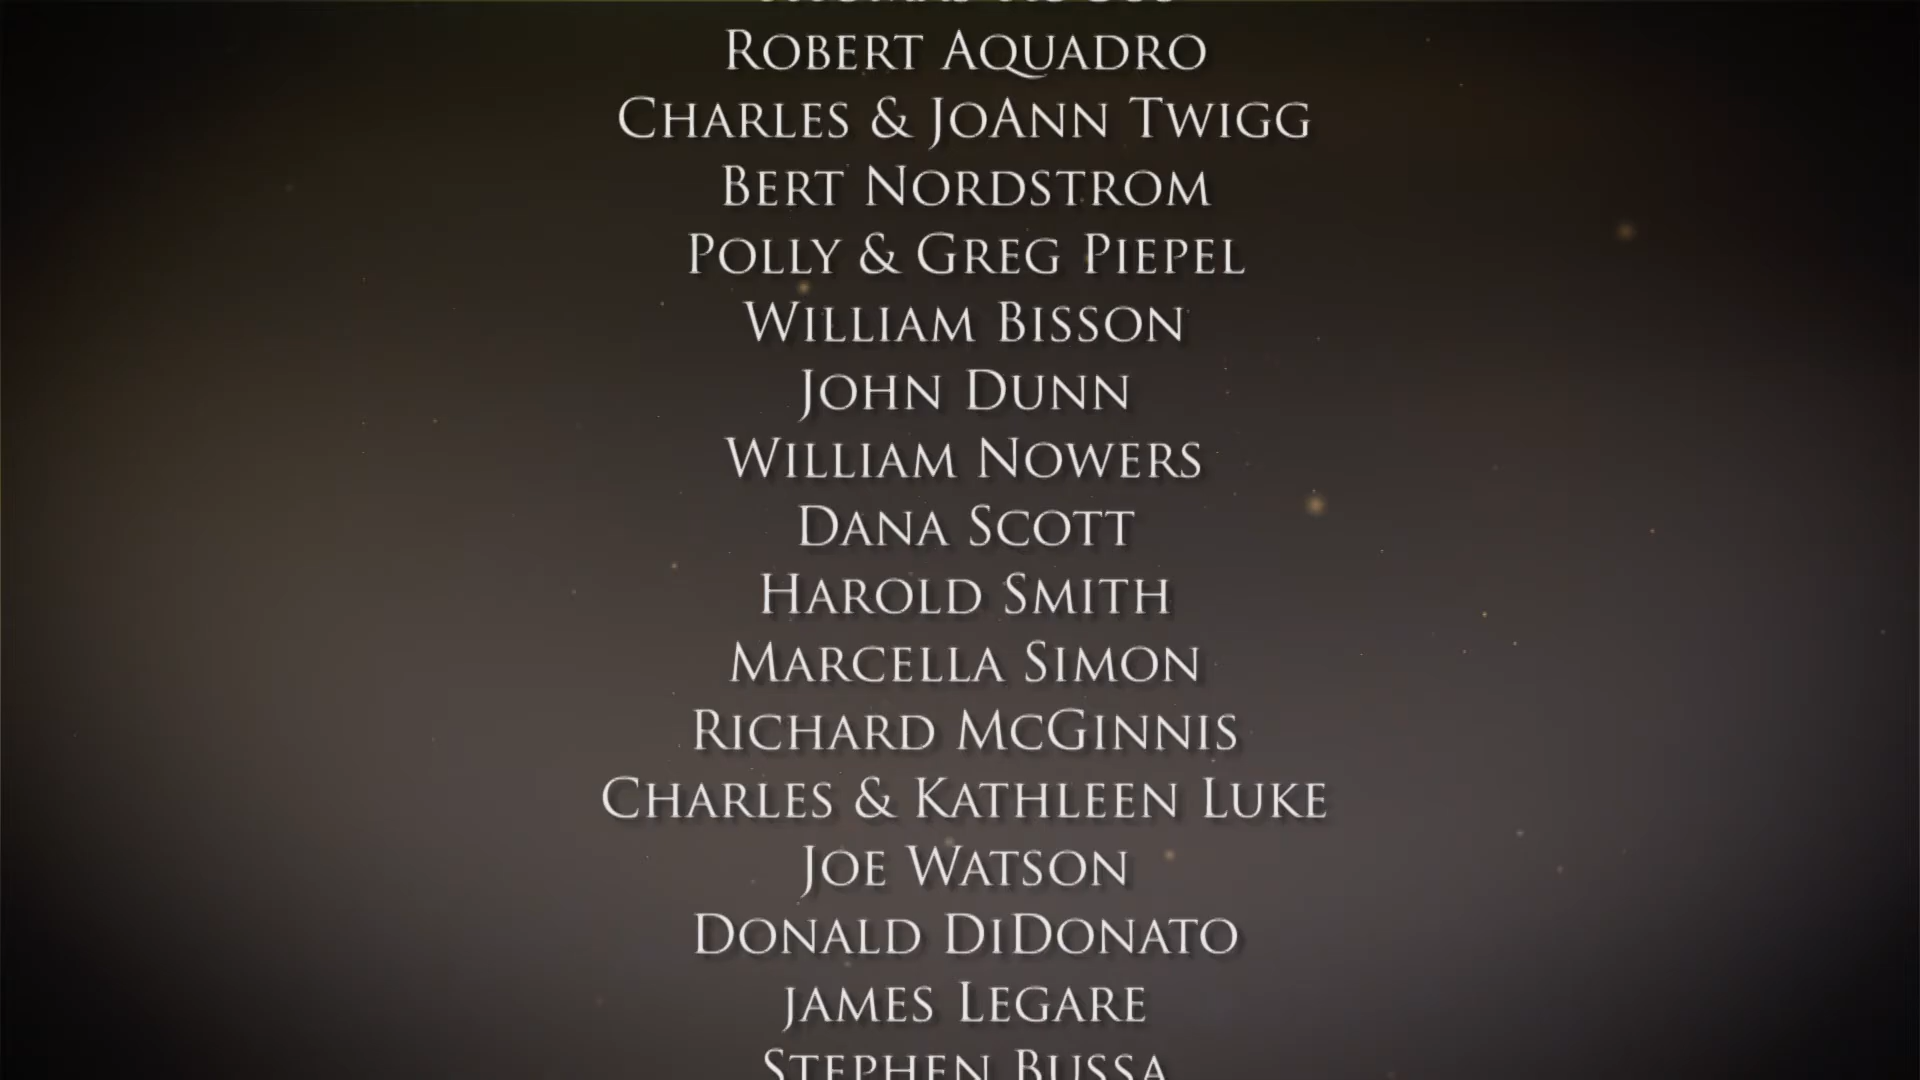 Robert Aquadro
Charles & JoAnn Twigg
Bert Nordstrom
Polly & Greg Piepel
William Bisson
John Dunn
William Nowers
Dana Scott
Harold Smith
Marcella Simon
Richard McGinnis
Charles & Kathleen Luke
Joe Watson
Donald DiDonato
james Legare
Stephen Bussa